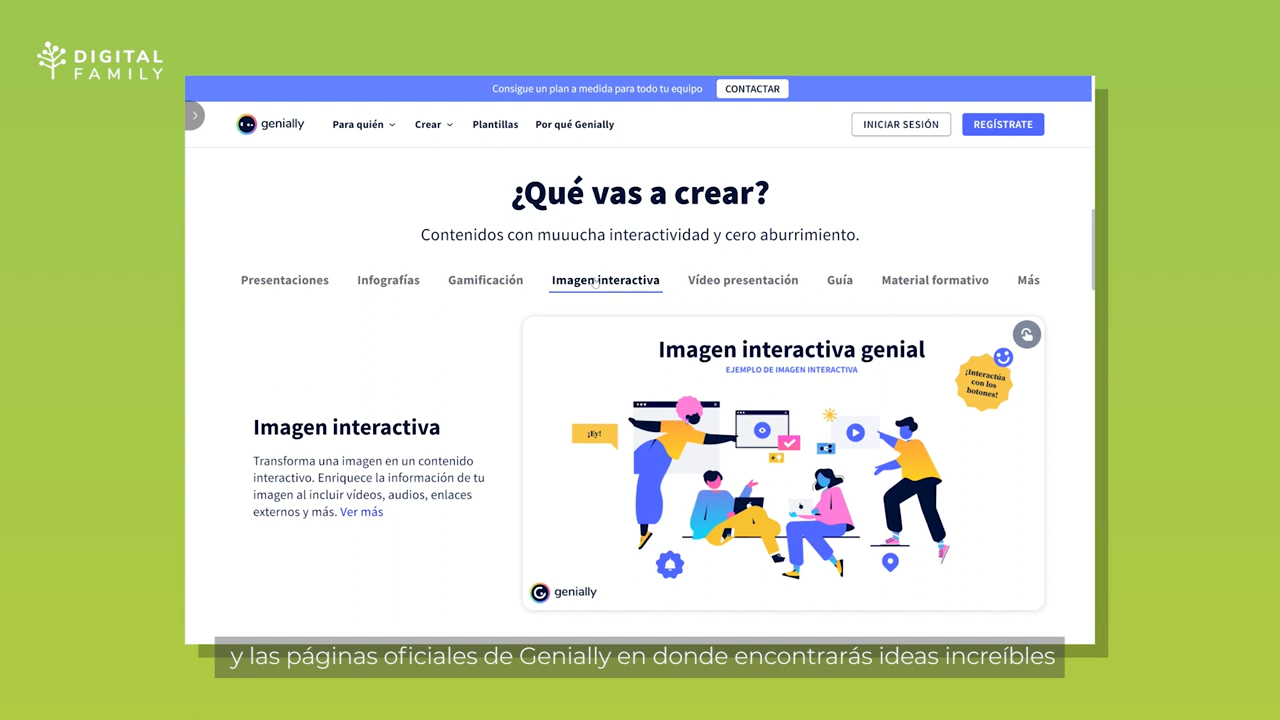 DIGITAL
FAMILY
Consigue un plan a medida para todo tu equipo CONTACTAR
genially Para quién Crear Plantillas Por qué Genially INICIAR SESIÓN REGÍSTRATE
¿Qué vas a crear?
Contenidos con muuucha interactividad y cero aburrimiento.
Presentaciones Infografías Gamificación Imagen interactiva Vídeo presentación Guía Material formativo Más
Imagen interactiva genial
EJEMPLO DE IMAGEN INTERACTIVA
¡Interactúa
con los
botones!
¡Ey!
Imagen interactiva
Transforma una imagen en un contenido
interactivo. Enriquece la información de tu
imagen al incluir vídeos, audios, enlaces
externos y más. Ver más
genially
y las páginas oficiales de Genially en donde encontrarás ideas increíbles